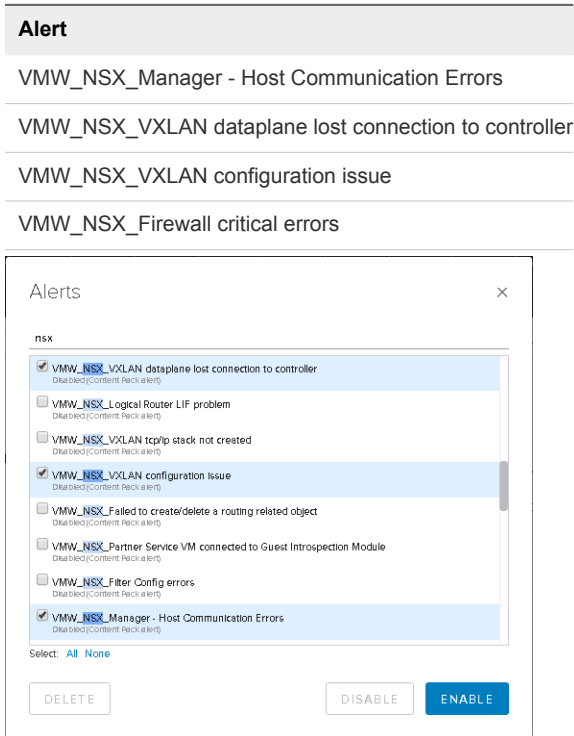 Alert
VMW_NSX_Manager - Host Communication Errors
VMW_NSX_VXLAN dataplane lost connection to controller
VMW_NSX_VXLAN configuration issue
VMW_NSX_Firewall critical errors
Alerts ×
nsx
VMW_NSX_VXLAN dataplane lost connection to controller
Disabled (Content Pack alert)
VMW_NSX_Logical Router LIF problem
Disabled (Content Pack alert)
VMW_NSX_VXLAN tcp/ip stack not created
Disabled (Content Pack alert)
VMW_NSX_VXLAN configuration issue
Disabled (Content Pack alert)
VMW_NSX_Failed to create/delete a routing related object
Disabled (Content Pack alert)
VMW_NSX_Partner Service VM connected to Guest Introspection Module
Disabled (Content Pack alert)
VMW_NSX_Filter Config errors
Disabled (Content Pack alert)
VMW_NSX_Manager - Host Communication Errors
Disabled (Content Pack alert)
Select: All None
DELETE DISABLE ENABLE